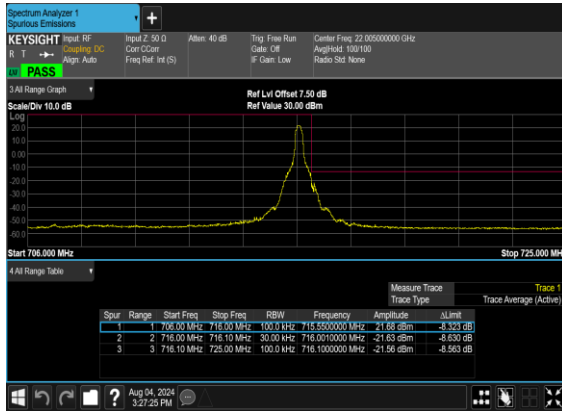 Spectrum Analyzer 1
Spurious Emissions
+
KEYSIGHT Input: RF Input Z: 50 Ω Atten: 40 dB Trig: Free Run Center Freq: 22.005000000 GHz
R T Coupling: DC Corr CCorr Gate: Off Avg|Hold: 100/100
Align: Auto Freq Ref: Int (S) IF Gain: Low Radio Std: None
PASS
3 All Range Graph
Ref Lvl Offset 7.50 dB
Scale/Div 10.0 dB Ref Value 30.00 dBm
Log
20.0
10.0
0.00
-10.0
-20.0
-30.0
-40.0
-50.0
-60.0
Start 706.000 MHz Stop 725.000 MHz
4 All Range Table
Measure Trace Trace 1
Trace Type Trace Average (Active)
Spur Range Start Freq Stop Freq RBW Frequency Amplitude ΔLimit
1 1 706.00 MHz 716.00 MHz 100.0 kHz 715.5500000 MHz 21.68 dBm -8.323 dB
2 2 716.00 MHz 716.10 MHz 30.00 kHz 716.0010000 MHz -21.63 dBm -8.630 dB
3 3 716.10 MHz 725.00 MHz 100.0 kHz 716.1000000 MHz -21.56 dBm -8.563 dB
? Aug 04, 2024
3:27:25 PM